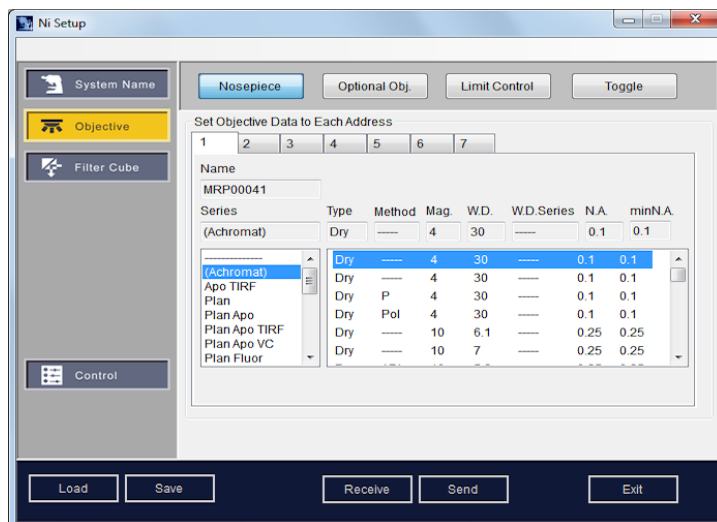 Ni Setup
System Name
Objective
Filter Cube
Control
Nosepiece Optional Obj. Limit Control Toggle
Set Objective Data to Each Address
1 2 3 4 5 6 7
Name
MRP00041
Series Type Method Mag. W.D. W.D.Series N.A. minN.A.
(Achromat) Dry ----- 4 30 ----- 0.1 0.1
-------------
(Achromat)
Apo TIRF
Plan
Plan Apo
Plan Apo TIRF
Plan Apo VC
Plan Fluor
Dry ----- 4 30 ----- 0.1 0.1
Dry ----- 4 30 ----- 0.1 0.1
Dry P 4 30 ----- 0.1 0.1
Dry Pol 4 30 ----- 0.1 0.1
Dry ----- 10 6.1 ----- 0.25 0.25
Dry ----- 10 7 ----- 0.25 0.25
Load Save Receive Send Exit